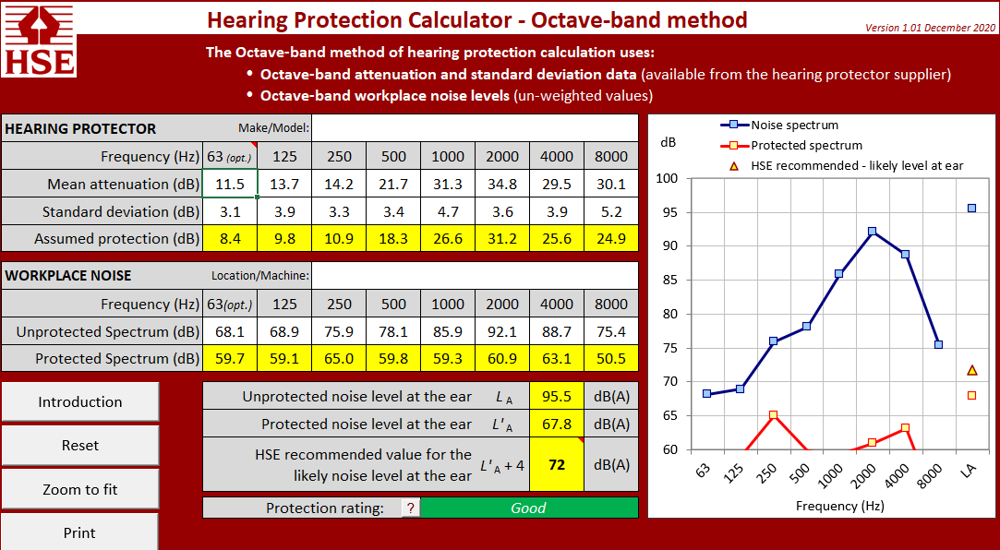 HSE
Hearing Protection Calculator - Octave-band method
Version 1.01 December 2020
The Octave-band method of hearing protection calculation uses:
• Octave-band attenuation and standard deviation data (available from the hearing protector supplier)
• Octave-band workplace noise levels (un-weighted values)
HEARING PROTECTOR Make/Model:
Frequency (Hz) 63 (opt.) 125 250 500 1000 2000 4000 8000
Mean attenuation (dB) 11.5 13.7 14.2 21.7 31.3 34.8 29.5 30.1
Standard deviation (dB) 3.1 3.9 3.3 3.4 4.7 3.6 3.9 5.2
Assumed protection (dB) 8.4 9.8 10.9 18.3 26.6 31.2 25.6 24.9
WORKPLACE NOISE Location/Machine:
Frequency (Hz) 63(opt.) 125 250 500 1000 2000 4000 8000
Unprotected Spectrum (dB) 68.1 68.9 75.9 78.1 85.9 92.1 88.7 75.4
Protected Spectrum (dB) 59.7 59.1 65.0 59.8 59.3 60.9 63.1 50.5
Introduction
Reset
Zoom to fit
Print
Unprotected noise level at the ear L A 95.5 dB(A)
Protected noise level at the ear L' A 67.8 dB(A)
HSE recommended value for the
likely noise level at the ear L' A + 4 72 dB(A)
Protection rating: ? Good
Noise spectrum
Protected spectrum
HSE recommended - likely level at ear
dB
100
95
90
85
80
75
70
65
60
63 125 250 500 1000 2000 4000 8000 LA
Frequency (Hz)